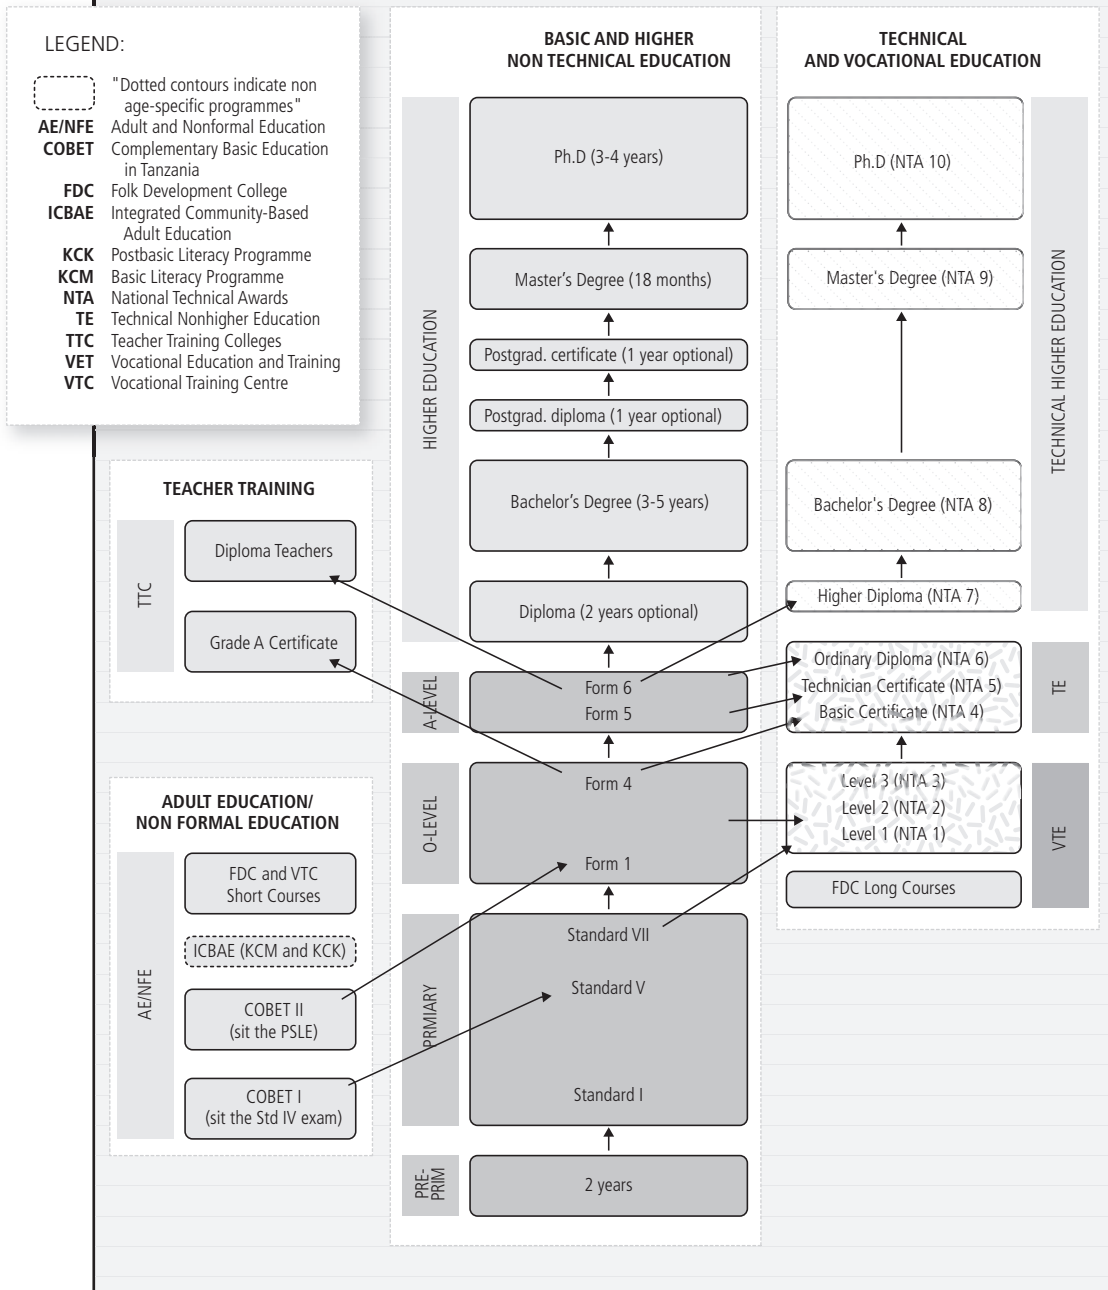 LEGEND:
"Dotted contours indicate non
age-specific programmes"
AE/NFE Adult and Nonformal Education
COBET Complementary Basic Education
in Tanzania
FDC Folk Development College
ICBAE Integrated Community-Based
Adult Education
KCK Postbasic Literacy Programme
KCM Basic Literacy Programme
NTA National Technical Awards
TE Technical Nonhigher Education
TTC Teacher Training Colleges
VET Vocational Education and Training
VTC Vocational Training Centre
TEACHER TRAINING
TTC
Diploma Teachers
Grade A Certificate
ADULT EDUCATION/
NON FORMAL EDUCATION
AE/NFE
FDC and VTC
Short Courses
ICBAE (KCM and KCK)
COBET II
(sit the PSLE)
COBET I
(sit the Std IV exam)
BASIC AND HIGHER
NON TECHNICAL EDUCATION
HIGHER EDUCATION
Ph.D (3-4 years)
Master's Degree (18 months)
Postgrad. certificate (1 year optional)
Postgrad. diploma (1 year optional)
Bachelor's Degree (3-5 years)
Diploma (2 years optional)
A-LEVEL
Form 6
Form 5
O-LEVEL
Form 4
Form 1
PRMIARY
Standard VII
Standard V
Standard I
PRE-
PRIM
2 years
TECHNICAL
AND VOCATIONAL EDUCATION
TECHNICAL HIGHER EDUCATION
Ph.D (NTA 10)
Master's Degree (NTA 9)
Bachelor's Degree (NTA 8)
Higher Diploma (NTA 7)
TE
Ordinary Diploma (NTA 6)
Technician Certificate (NTA 5)
Basic Certificate (NTA 4)
VTE
Level 3 (NTA 3)
Level 2 (NTA 2)
Level 1 (NTA 1)
FDC Long Courses